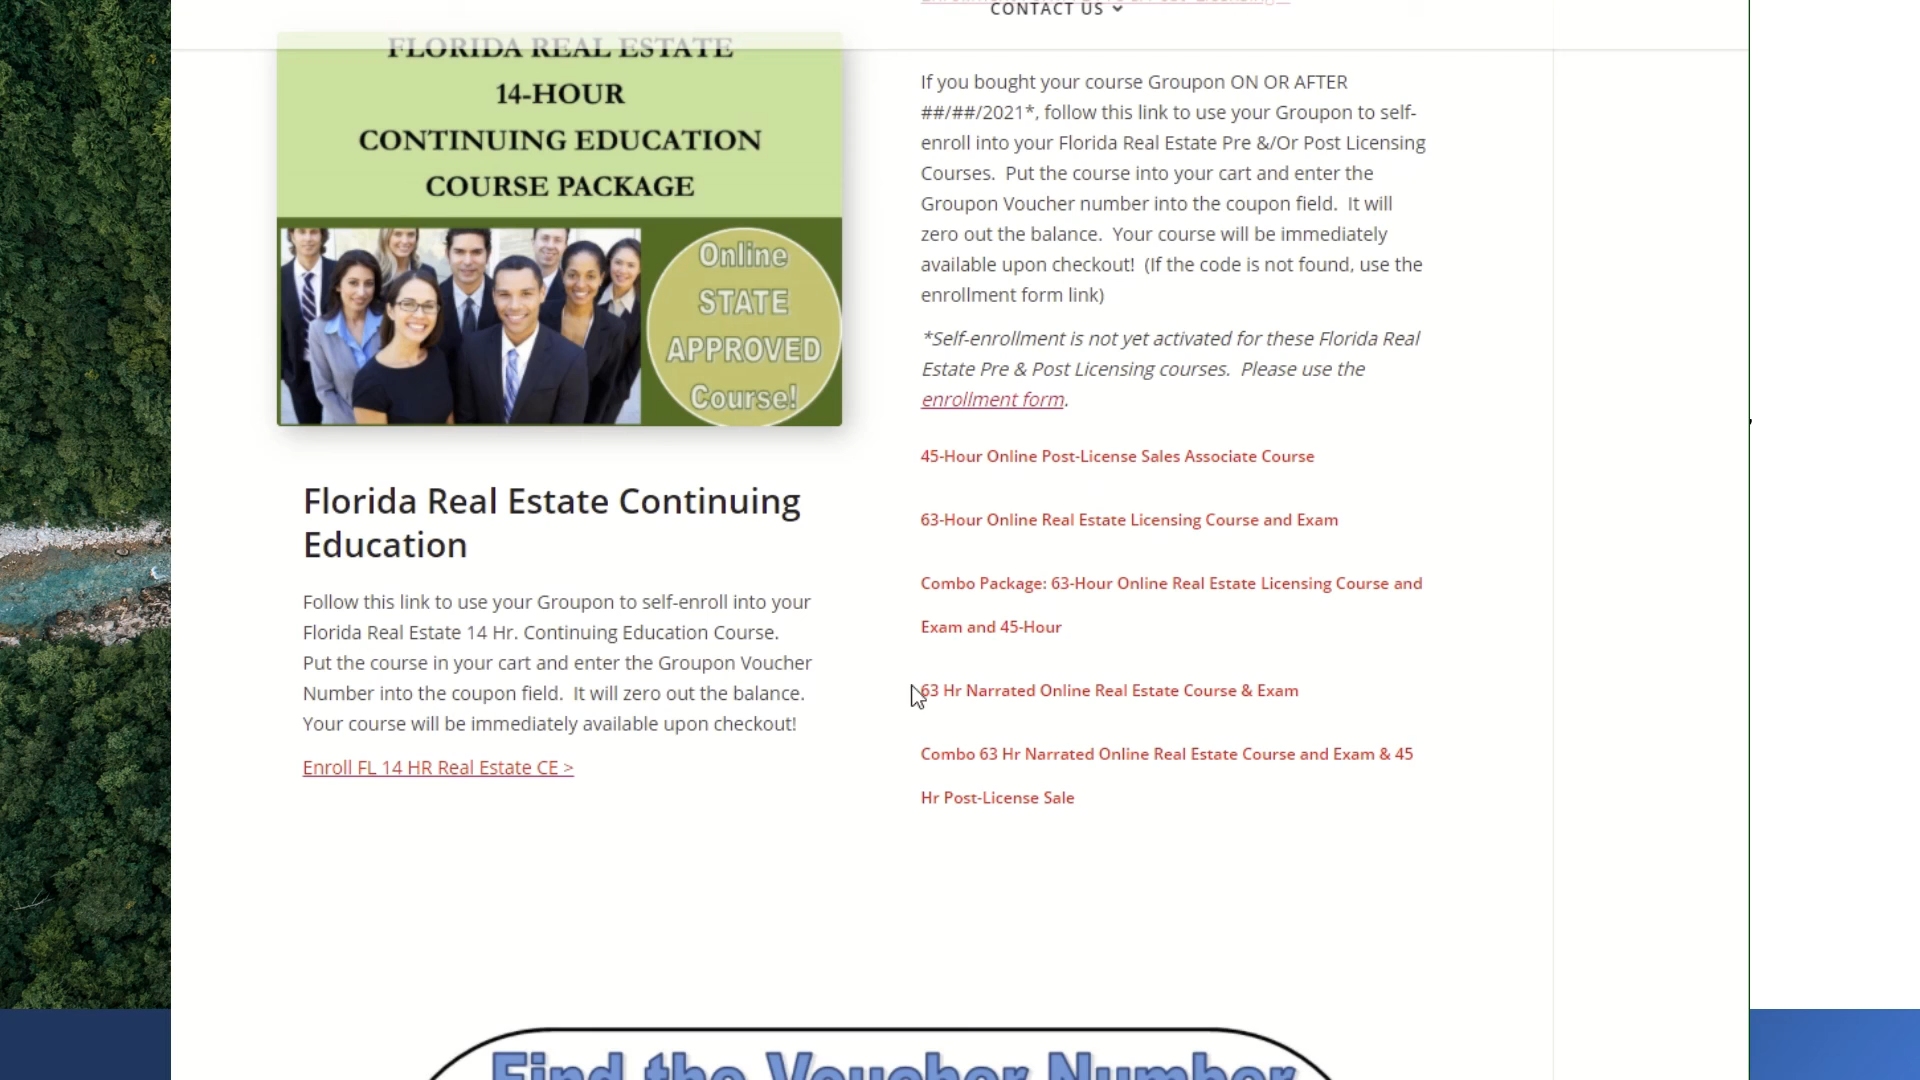 CONTACT US
FLORIDA REAL ESTATE
14-HOUR
CONTINUING EDUCATION
COURSE PACKAGE
Online
STATE
APPROVED
Course!
Florida Real Estate Continuing
Education
Follow this link to use your Groupon to self-enroll into your
Florida Real Estate 14 Hr. Continuing Education Course.
Put the course in your cart and enter the Groupon Voucher
Number into the coupon field.  It will zero out the balance.
Your course will be immediately available upon checkout!
Enroll FL 14 HR Real Estate CE >
If you bought your course Groupon ON OR AFTER
##/##/2021*, follow this link to use your Groupon to self-
enroll into your Florida Real Estate Pre &/Or Post Licensing
Courses.  Put the course into your cart and enter the
Groupon Voucher number into the coupon field.  It will
zero out the balance.  Your course will be immediately
available upon checkout!  (If the code is not found, use the
enrollment form link)
*Self-enrollment is not yet activated for these Florida Real
Estate Pre & Post Licensing courses.  Please use the
enrollment form.
45-Hour Online Post-License Sales Associate Course
63-Hour Online Real Estate Licensing Course and Exam
Combo Package: 63-Hour Online Real Estate Licensing Course and
Exam and 45-Hour
63 Hr Narrated Online Real Estate Course & Exam
Combo 63 Hr Narrated Online Real Estate Course and Exam & 45
Hr Post-License Sale
Find the Voucher Number